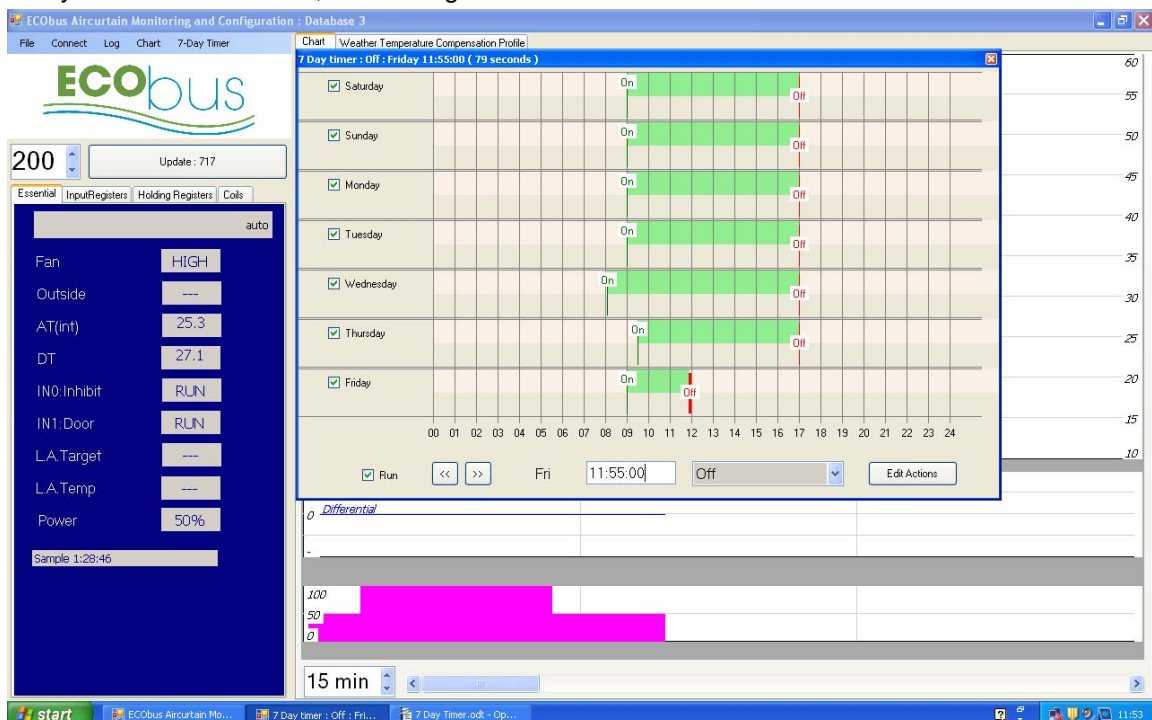 ECObus Aircurtain Monitoring and Configuration : Database 3
File Connect Log Chart 7-Day Timer
Chart Weather Temperature Compensation Profile
7 Day timer : Off : Friday 11:55:00 ( 79 seconds )
ECObus
200
Update : 717
Essential InputRegisters Holding Registers Coils
auto
Fan HIGH
Outside ---
AT(int) 25.3
DT 27.1
IN0:Inhibit RUN
IN1:Door RUN
L.A.Target ---
L.A.Temp ---
Power 50%
Sample 1:28:46
Saturday On Off
Sunday On Off
Monday On Off
Tuesday On Off
Wednesday On Off
Thursday On Off
Friday On Off
00 01 02 03 04 05 06 07 08 09 10 11 12 13 14 15 16 17 18 19 20 21 22 23 24
Run << >> Fri 11:55:00 Off Edit Actions
60
55
50
45
40
35
30
25
20
15
10
0 Differential
-
100
50
0
15 min
start ECObus Aircurtain Mo... 7 Day timer : Off : Fri... 7 Day Timer.odt - Op... 11:53